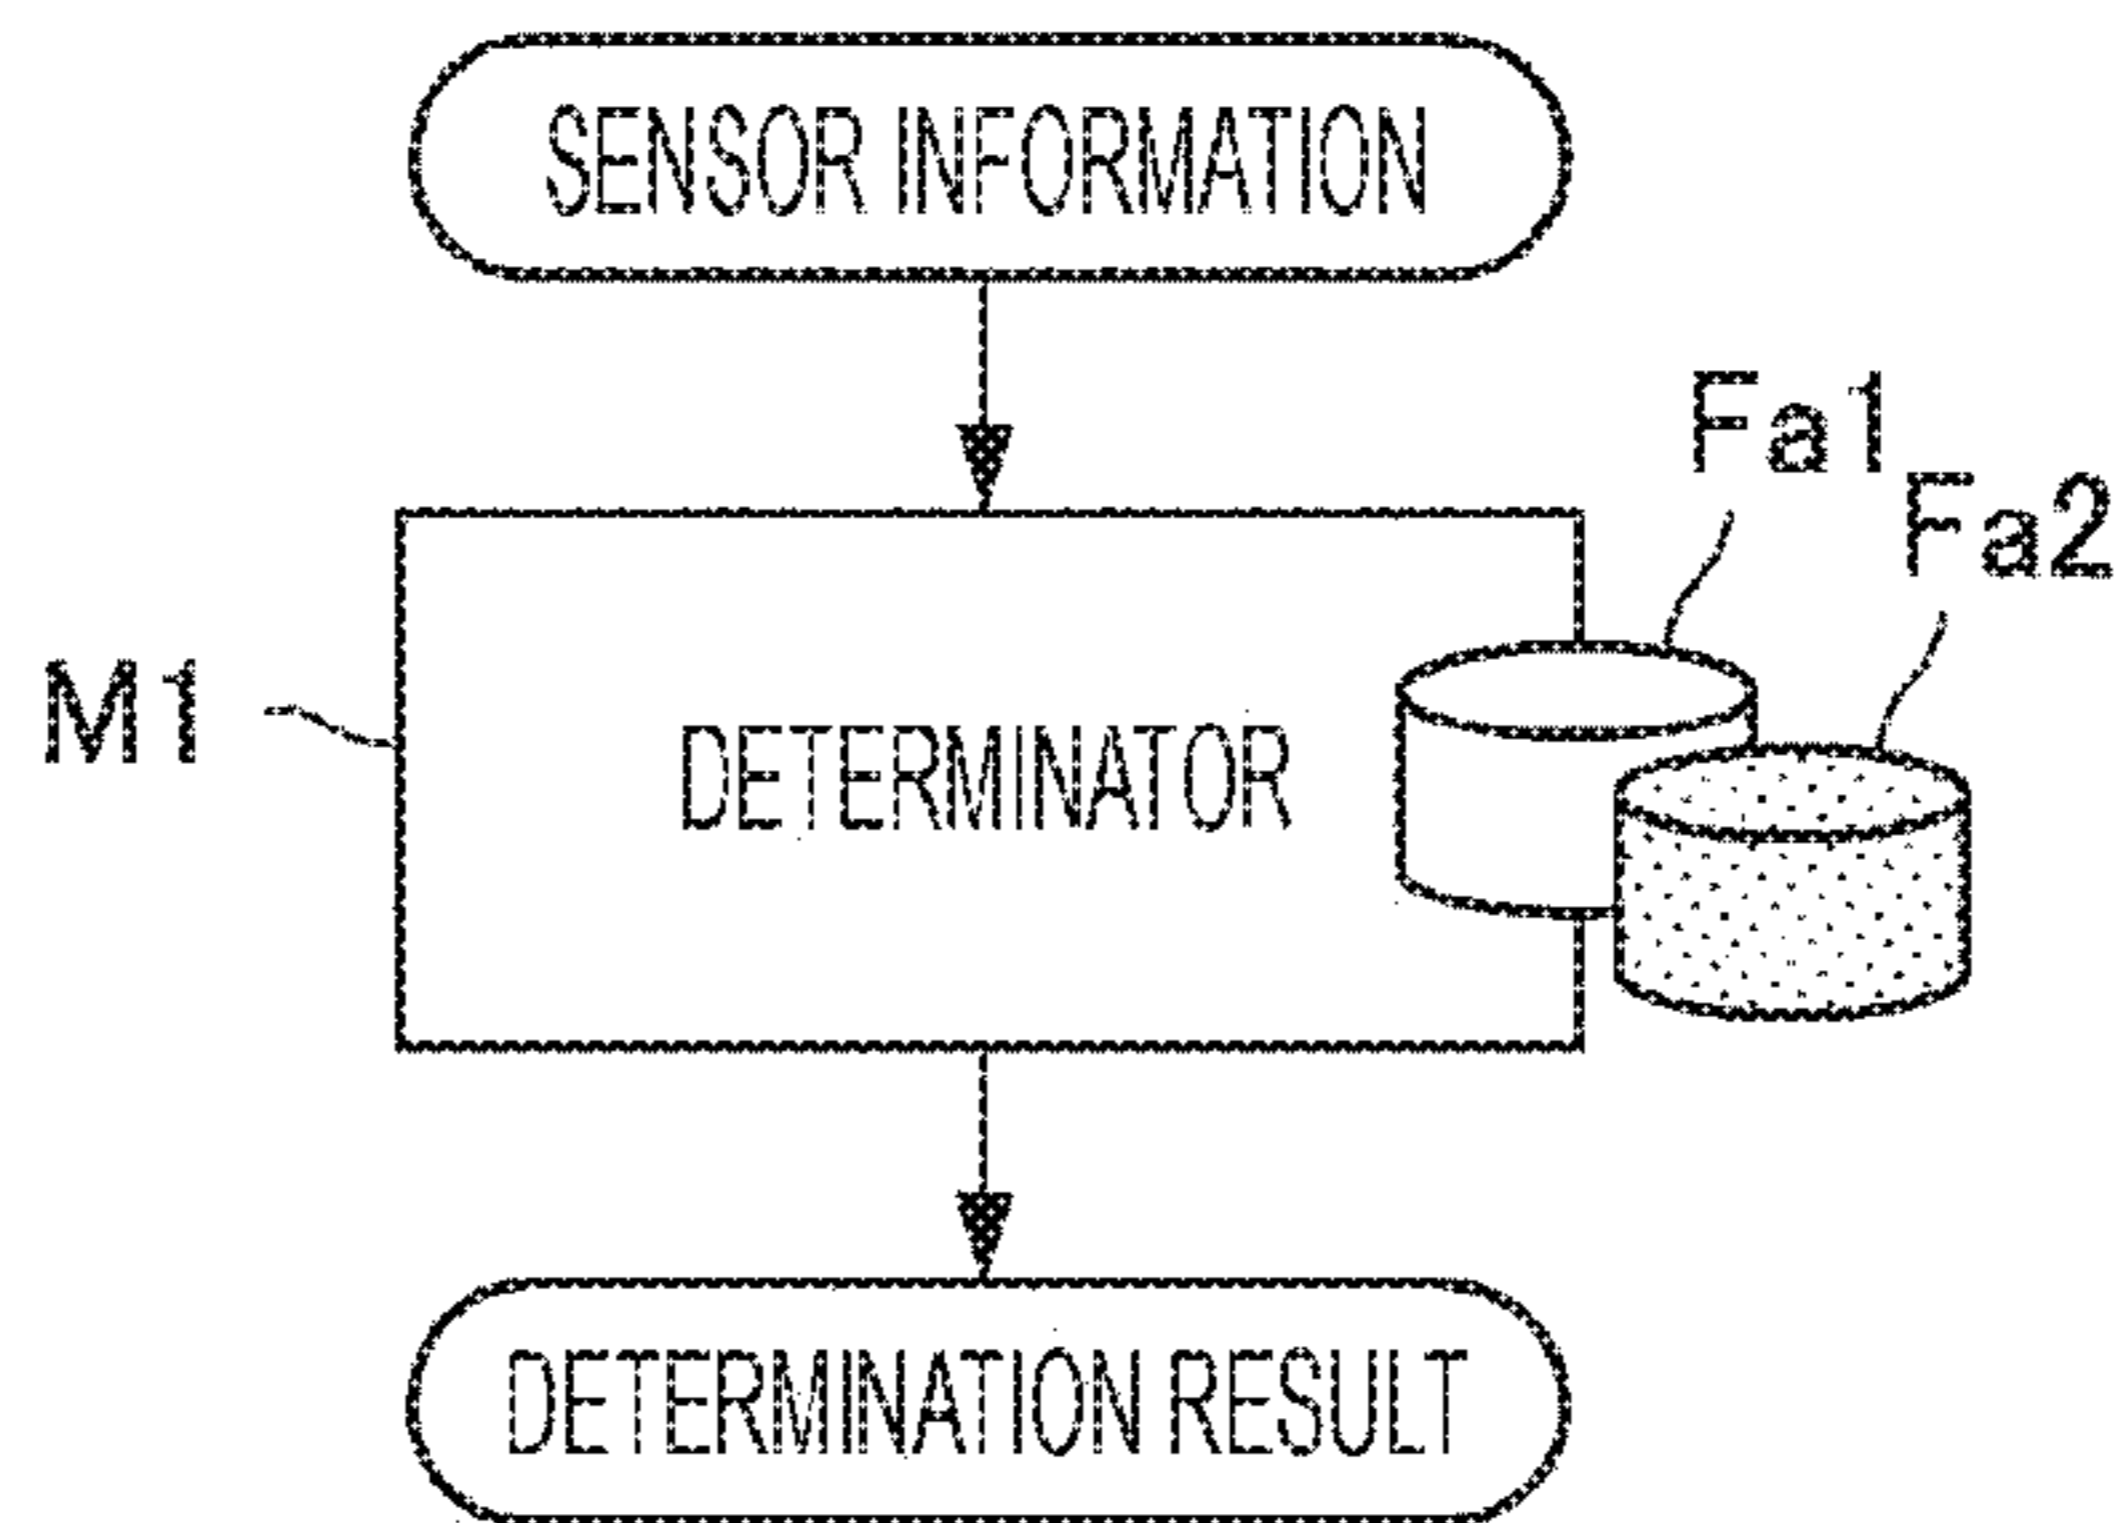 SENSOR INFORMATION
Fa1
Fa2
M1
DETERMINATOR
DETERMINATION RESULT